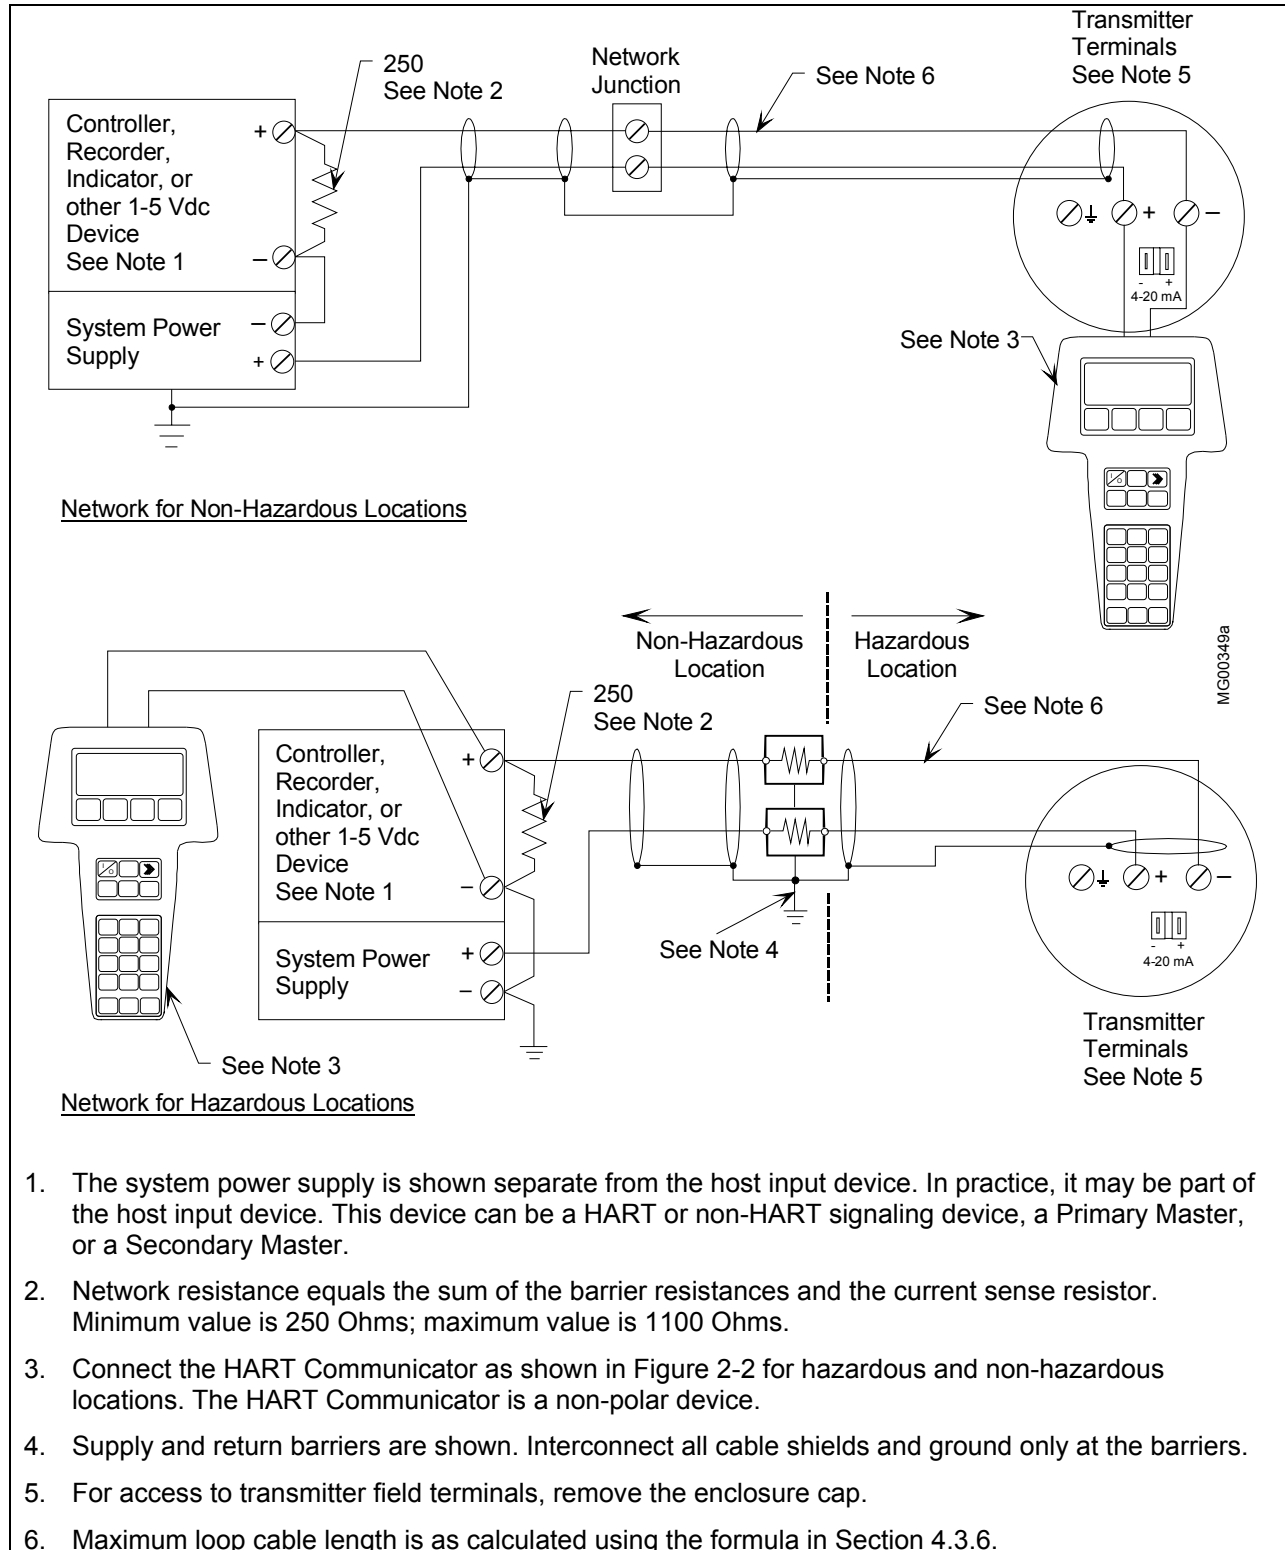 Transmitter
Terminals
See Note 5
250
See Note 2
Network
Junction
See Note 6
Controller,
Recorder,
Indicator, or
other 1-5 Vdc
Device
See Note 1
+
–
System Power
Supply
–
+
+
–
- +
4-20 mA
See Note 3
I/O
Network for Non-Hazardous Locations
Non-Hazardous
Location
Hazardous
Location
MG00349a
250
See Note 2
See Note 6
Controller,
Recorder,
Indicator, or
other 1-5 Vdc
Device
See Note 1
+
–
System Power
Supply
+
–
I/O
See Note 4
+
–
- +
4-20 mA
Transmitter
Terminals
See Note 5
See Note 3
Network for Hazardous Locations
1. The system power supply is shown separate from the host input device. In practice, it may be part of
the host input device. This device can be a HART or non-HART signaling device, a Primary Master,
or a Secondary Master.
2. Network resistance equals the sum of the barrier resistances and the current sense resistor.
Minimum value is 250 Ohms; maximum value is 1100 Ohms.
3. Connect the HART Communicator as shown in Figure 2-2 for hazardous and non-hazardous
locations. The HART Communicator is a non-polar device.
4. Supply and return barriers are shown. Interconnect all cable shields and ground only at the barriers.
5. For access to transmitter field terminals, remove the enclosure cap.
6. Maximum loop cable length is as calculated using the formula in Section 4.3.6.